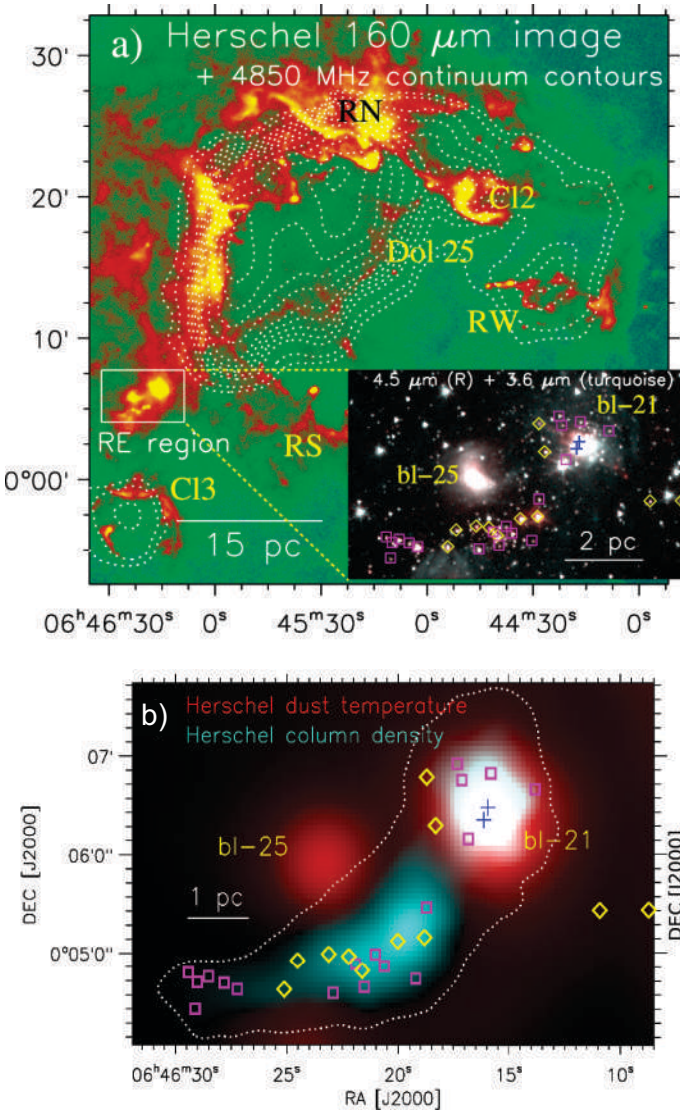 a) Herschel 160 μm image
+ 4850 MHz continuum contours
30'
RN
20'
Cl2
Dol 25
RW
10'
4.5 μm (R) + 3.6 μm (turquoise)
bl-21
RE region
RS
bl-25
0°00'
Cl3
15 pc
2 pc
06ʰ46ᵐ30ˢ 0ˢ 45ᵐ30ˢ 0ˢ 44ᵐ30ˢ 0ˢ
b) Herschel dust temperature
Herschel column density
07'
bl-25
bl-21
06'0"
1 pc
DEC [J2000]
DEC [J2000]
0°05'0"
06ʰ46ᵐ30ˢ 25ˢ 20ˢ 15ˢ 10ˢ
RA [J2000]